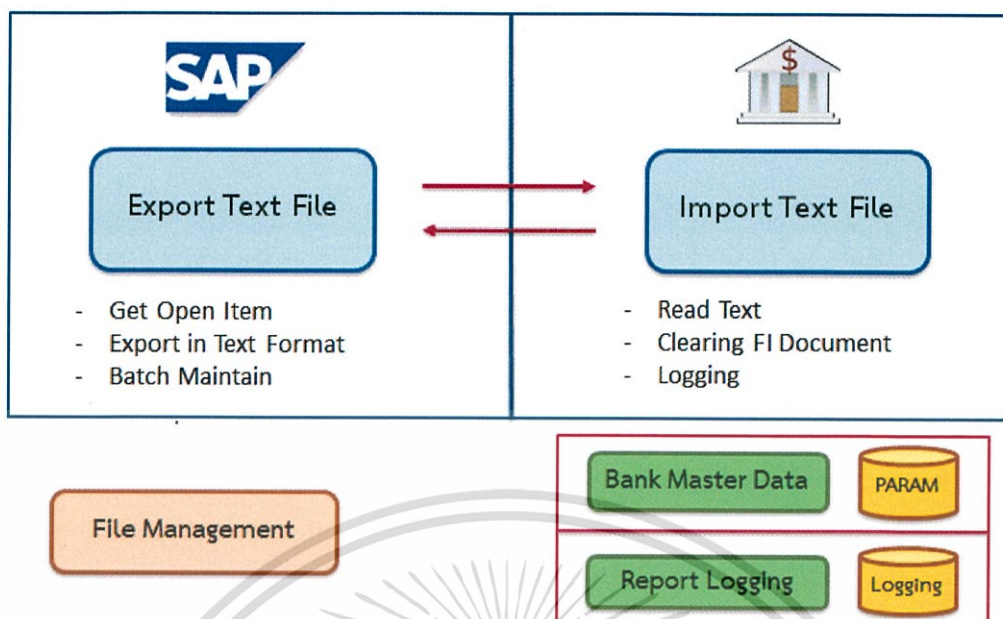 SAP
$
Export Text File
Import Text File
- Get Open Item
- Export in Text Format
- Batch Maintain
- Read Text
- Clearing FI Document
- Logging
File Management
Bank Master Data
PARAM
Report Logging
Logging